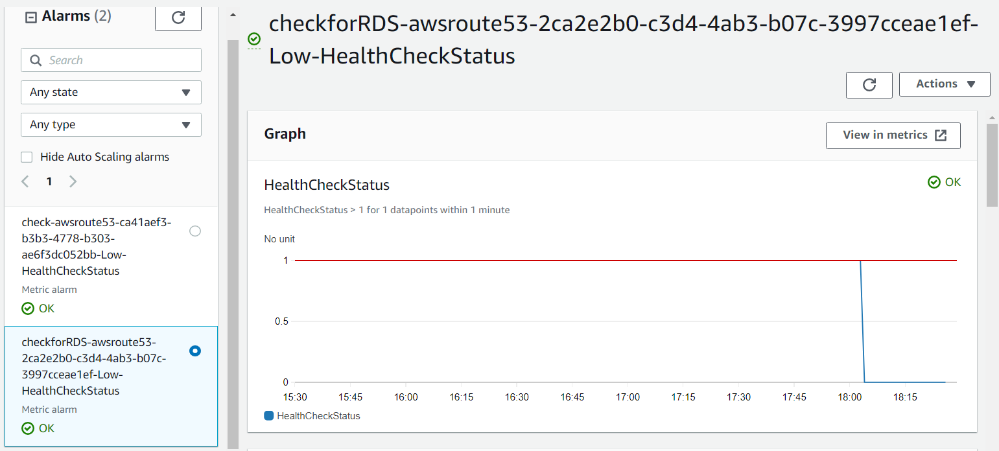 Alarms (2)
Search
Any state
Any type
Hide Auto Scaling alarms
1
check-awsroute53-ca41aef3-
b3b3-4778-b303-
ae6f3dc052bb-Low-
HealthCheckStatus
Metric alarm
OK
checkforRDS-awsroute53-
2ca2e2b0-c3d4-4ab3-b07c-
3997cceae1ef-Low-
HealthCheckStatus
Metric alarm
OK
checkforRDS-awsroute53-2ca2e2b0-c3d4-4ab3-b07c-3997cceae1ef-
Low-HealthCheckStatus
Actions
Graph
View in metrics
HealthCheckStatus
OK
HealthCheckStatus > 1 for 1 datapoints within 1 minute
No unit
1
0.5
0
15:30 15:45 16:00 16:15 16:30 16:45 17:00 17:15 17:30 17:45 18:00 18:15
HealthCheckStatus